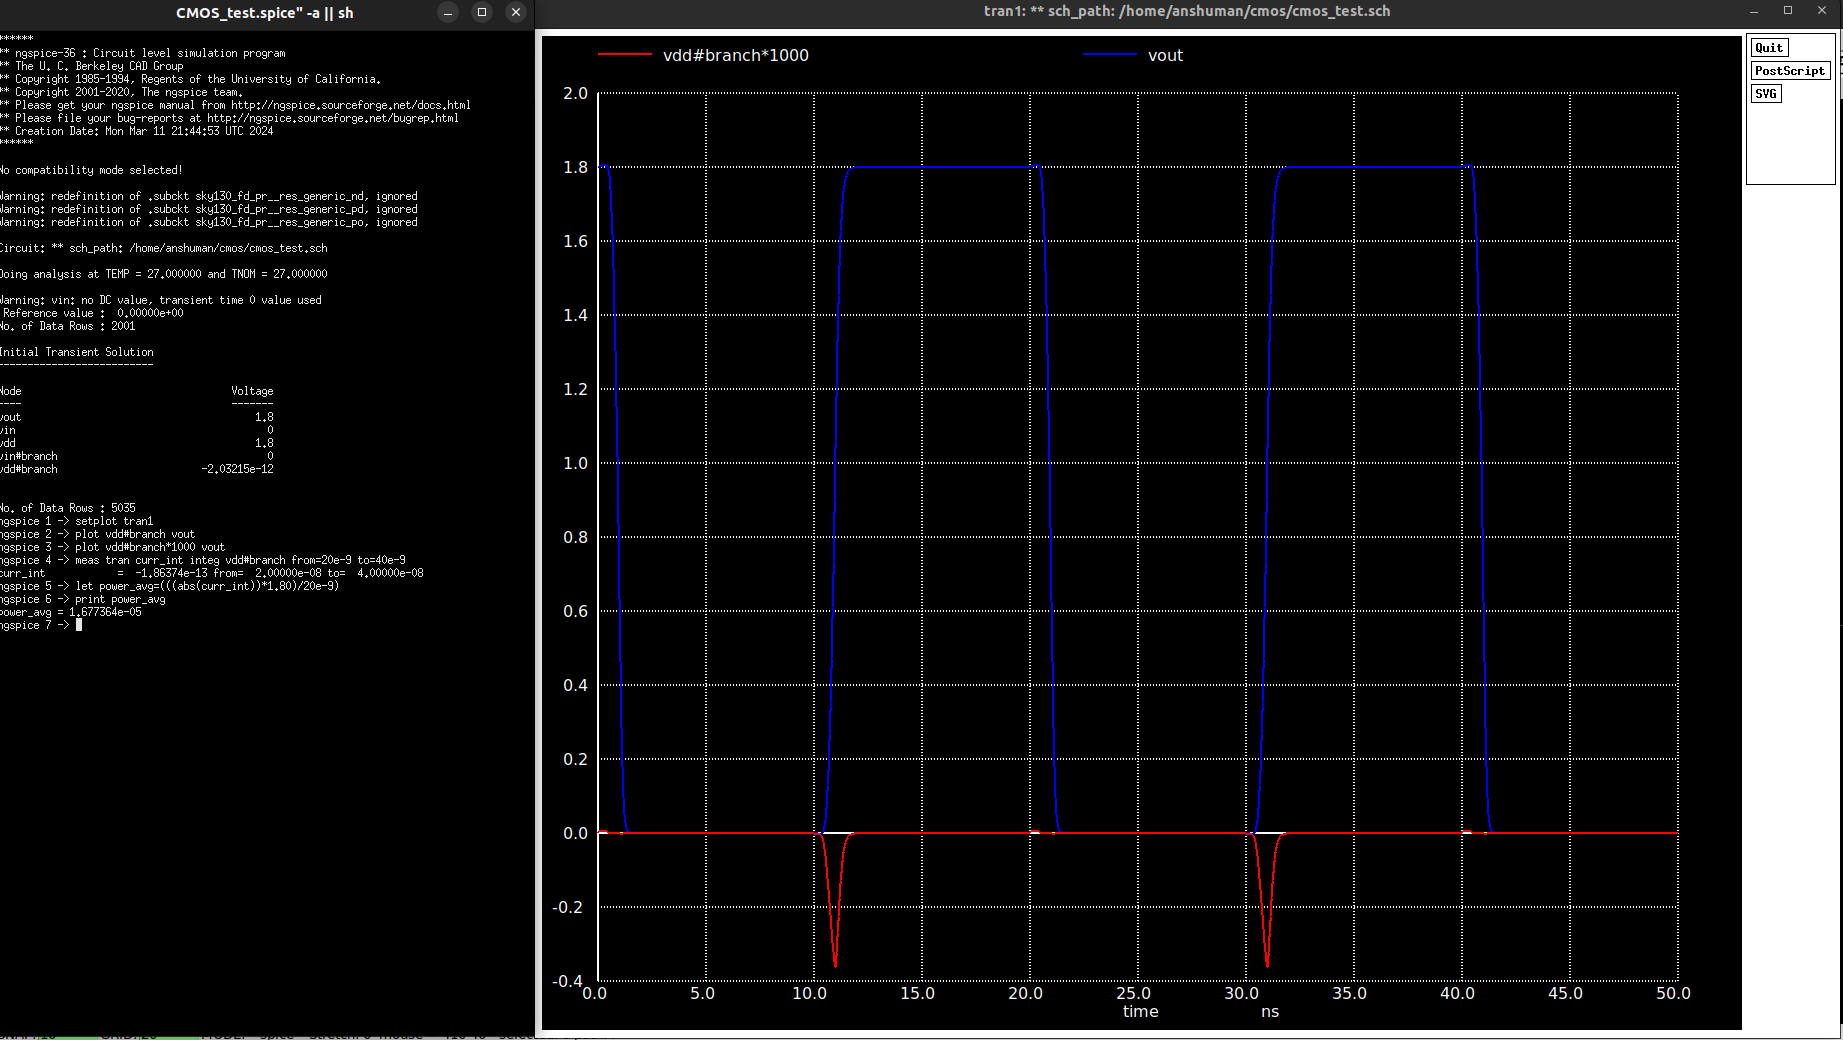 CMOS_test.spice" -a || sh
******
** ngspice-36 : Circuit level simulation program
** The U. C. Berkeley CAD Group
** Copyright 1985-1994, Regents of the University of California.
** Copyright 2001-2020, The ngspice team.
** Please get your ngspice manual from http://ngspice.sourceforge.net/docs.html
** Please file your bug-reports at http://ngspice.sourceforge.net/bugrep.html
** Creation Date: Mon Mar 11 21:44:53 UTC 2024
******
No compatibility mode selected!
Warning: redefinition of .subckt sky130_fd_pr__res_generic_nd, ignored
Warning: redefinition of .subckt sky130_fd_pr__res_generic_pd, ignored
Warning: redefinition of .subckt sky130_fd_pr__res_generic_po, ignored
Circuit: ** sch_path: /home/anshuman/cmos/cmos_test.sch
Doing analysis at TEMP = 27.000000 and TNOM = 27.000000
Warning: vin: no DC value, transient time 0 value used
Reference value : 0.00000e+00
No. of Data Rows : 2001
Initial Transient Solution
--------------------------
Node Voltage
---- -------
vout 1.8
vin 0
vdd 1.8
vin#branch 0
vdd#branch -2.03215e-12
No. of Data Rows : 5035
ngspice 1 -> setplot tran1
ngspice 2 -> plot vdd#branch vout
ngspice 3 -> plot vdd#branch*1000 vout
ngspice 4 -> meas tran curr_int integ vdd#branch from=20e-9 to=40e-9
curr_int = -1.86374e-13 from= 2.00000e-08 to= 4.00000e-08
ngspice 5 -> let power_avg=(((abs(curr_int))*1.80)/20e-9)
ngspice 6 -> print power_avg
power_avg = 1.677364e-05
ngspice 7 ->
tran1: ** sch_path: /home/anshuman/cmos/cmos_test.sch
vdd#branch*1000 vout
2.0
1.8
1.6
1.4
1.2
1.0
0.8
0.6
0.4
0.2
0.0
-0.2
-0.4
0.0 5.0 10.0 15.0 20.0 25.0 30.0 35.0 40.0 45.0 50.0
time ns
Quit
PostScript
SVG